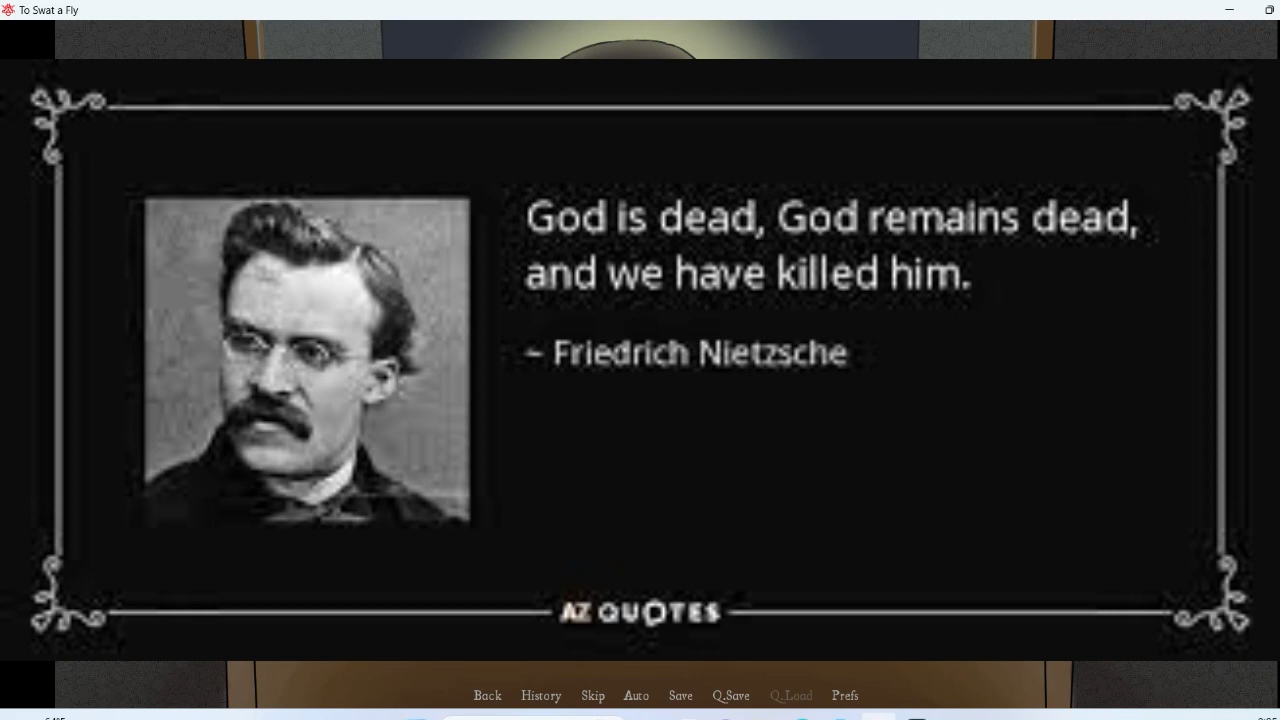 To Swat a Fly
God is dead, God remains dead,
and we have killed him.
~ Friedrich Nietzsche
AZ QUOTES
Back History Skip Auto Save Q.Save Q.Load Prefs